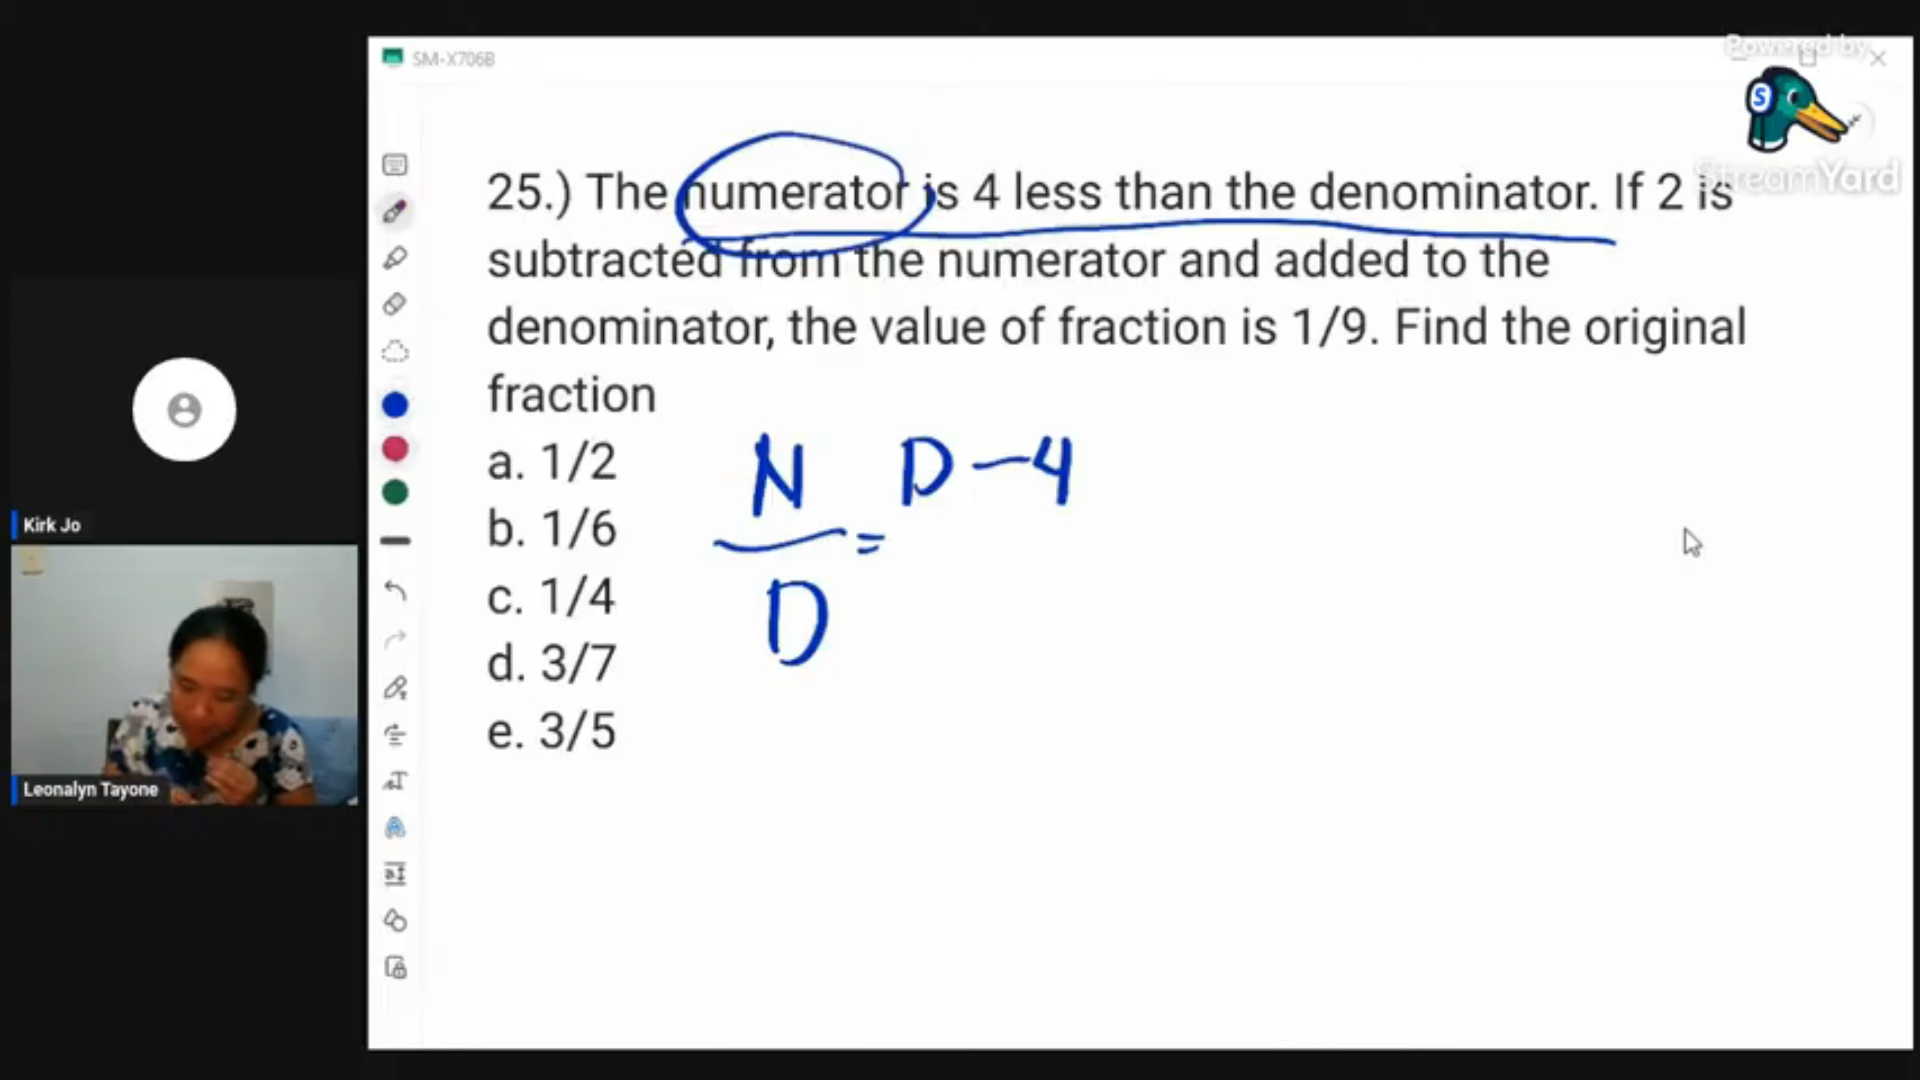 SM-X706B
Powered by
StreamYard
25.) The numerator is 4 less than the denominator. If 2 is
subtracted from the numerator and added to the
denominator, the value of fraction is 1/9. Find the original
fraction
a. 1/2
b. 1/6
c. 1/4
d. 3/7
e. 3/5
N D-4
=
D
Kirk Jo
Leonalyn Tayone